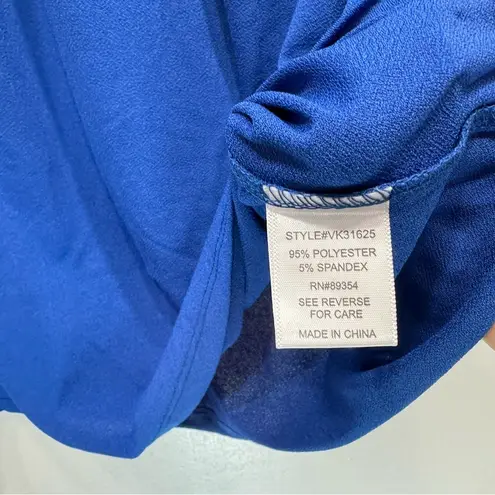 STYLE#VK31625
95% POLYESTER
5% SPANDEX
RN#89354
SEE REVERSE
FOR CARE
MADE IN CHINA